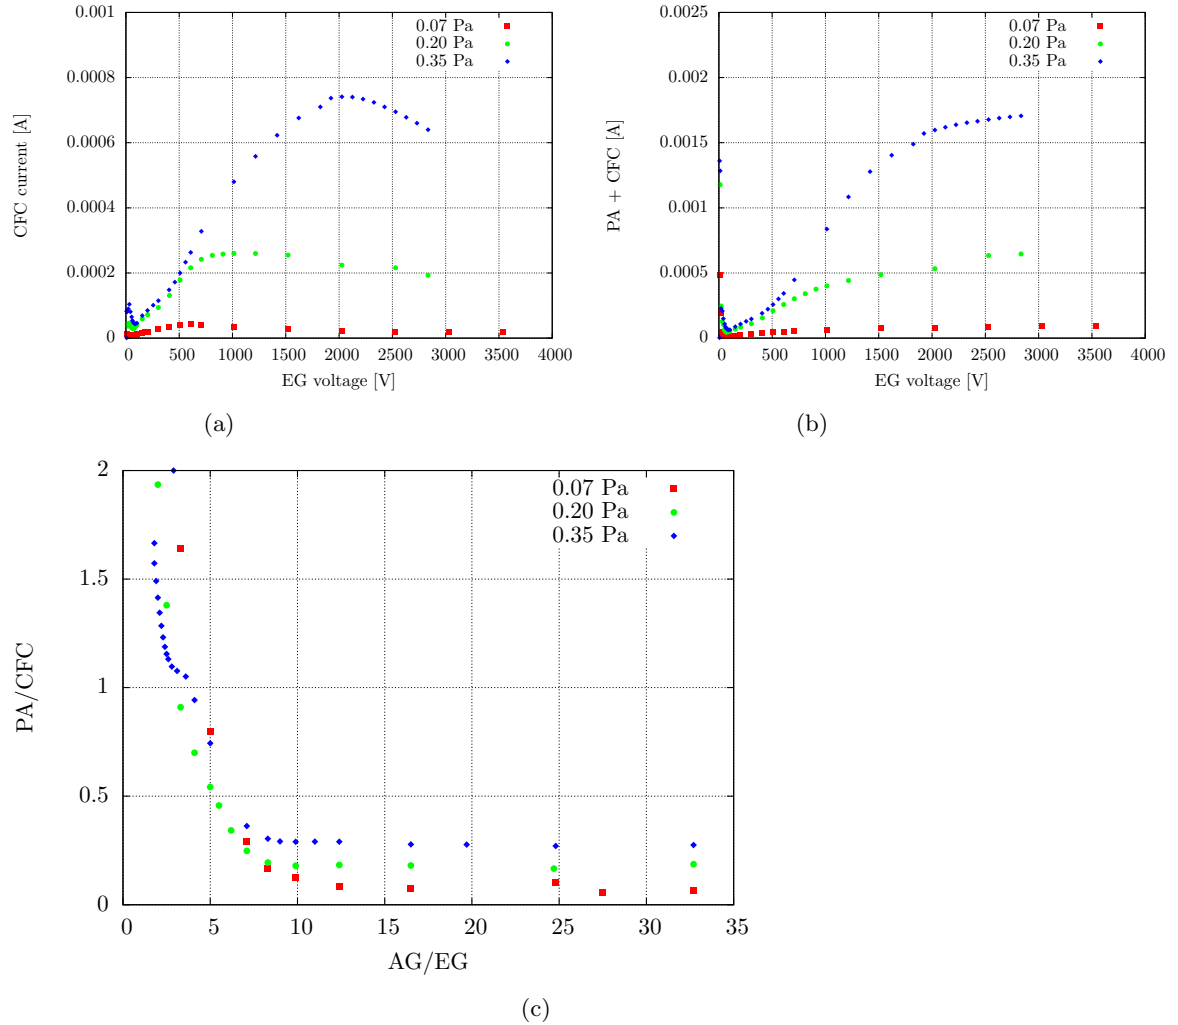 0.001
0.0008
0.0006
0.0004
0.0002
0
CFC current [A]
0.07 Pa
0.20 Pa
0.35 Pa
0 500 1000 1500 2000 2500 3000 3500 4000
EG voltage [V]
(a)
0.0025
0.002
0.0015
0.001
0.0005
0
PA + CFC [A]
0.07 Pa
0.20 Pa
0.35 Pa
0 500 1000 1500 2000 2500 3000 3500 4000
EG voltage [V]
(b)
2
1.5
1
0.5
0
PA/CFC
0.07 Pa
0.20 Pa
0.35 Pa
0 5 10 15 20 25 30 35
AG/EG
(c)